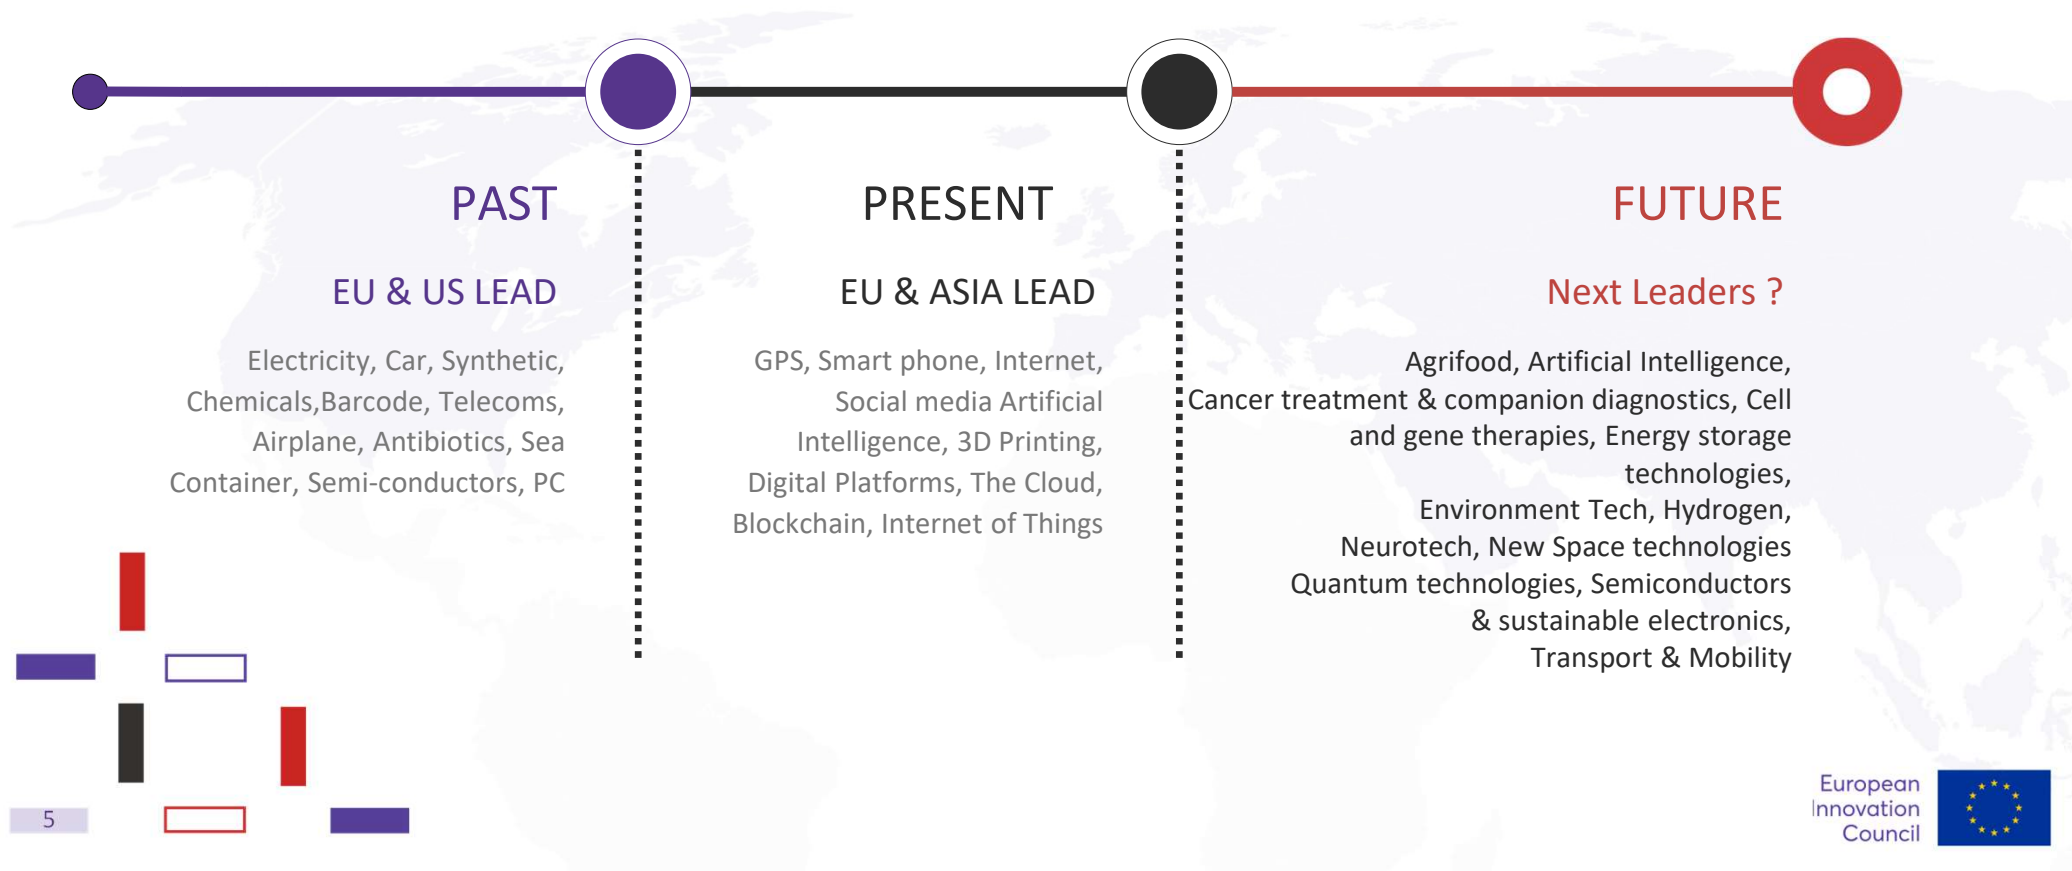 PAST
EU & US LEAD
Electricity, Car, Synthetic,
Chemicals,Barcode, Telecoms,
Airplane, Antibiotics, Sea
Container, Semi-conductors, PC
PRESENT
EU & ASIA LEAD
GPS, Smart phone, Internet,
Social media Artificial
Intelligence, 3D Printing,
Digital Platforms, The Cloud,
Blockchain, Internet of Things
FUTURE
Next Leaders ?
Agrifood, Artificial Intelligence,
Cancer treatment & companion diagnostics, Cell
and gene therapies, Energy storage
technologies,
Environment Tech, Hydrogen,
Neurotech, New Space technologies
Quantum technologies, Semiconductors
& sustainable electronics,
Transport & Mobility
5
European
Innovation
Council